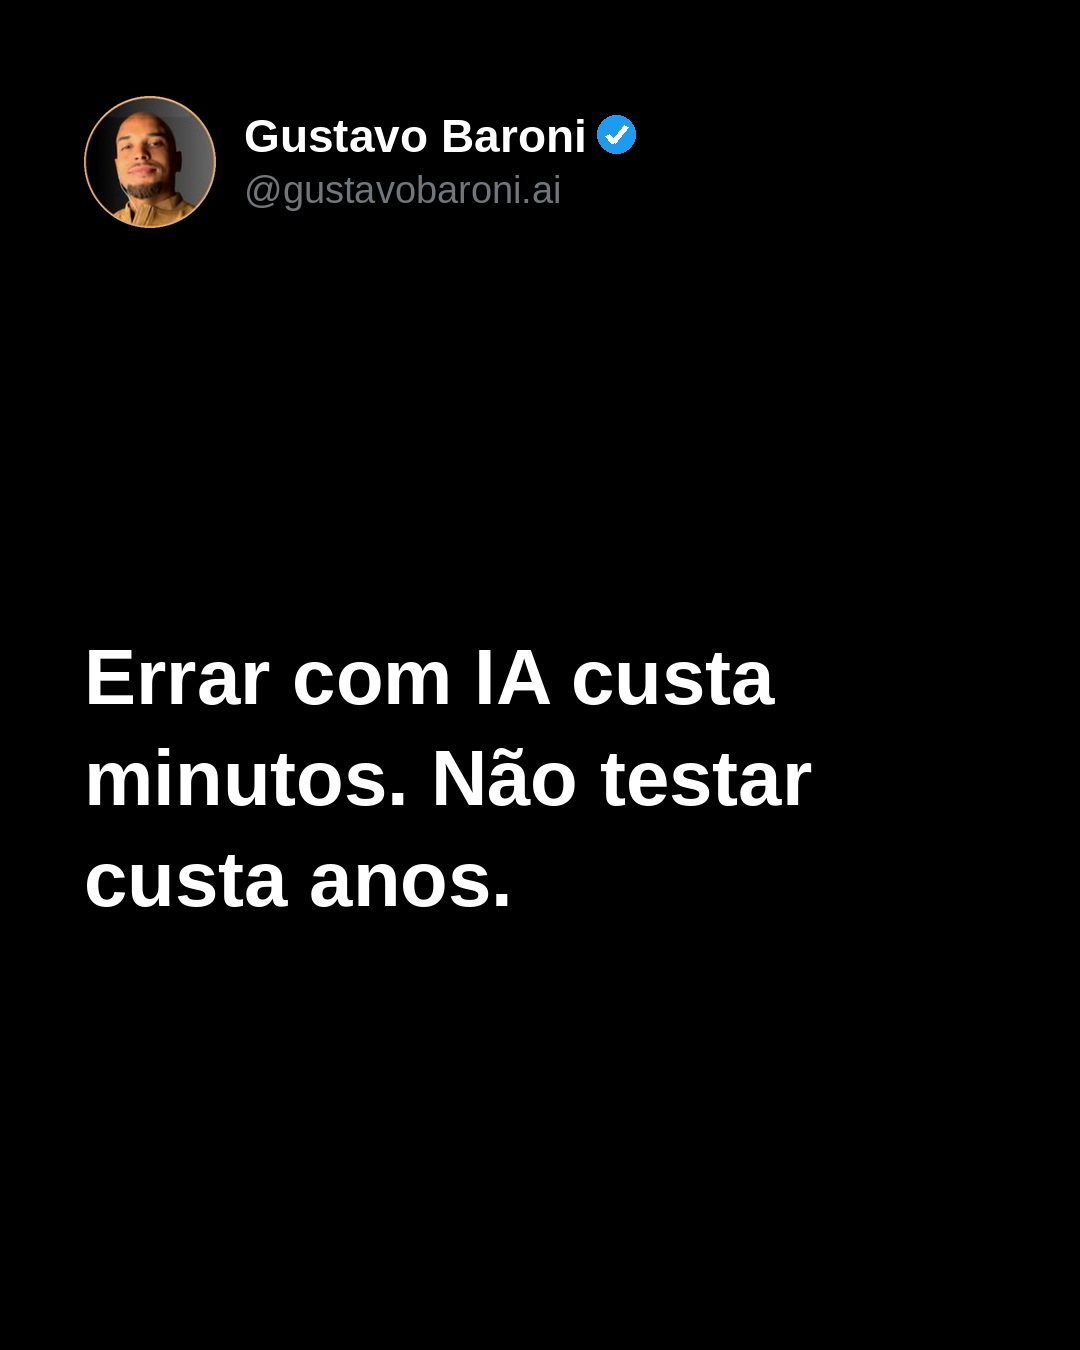 Gustavo Baroni
@gustavobaroni.ai
Errar com IA custa
minutos. Não testar
custa anos.